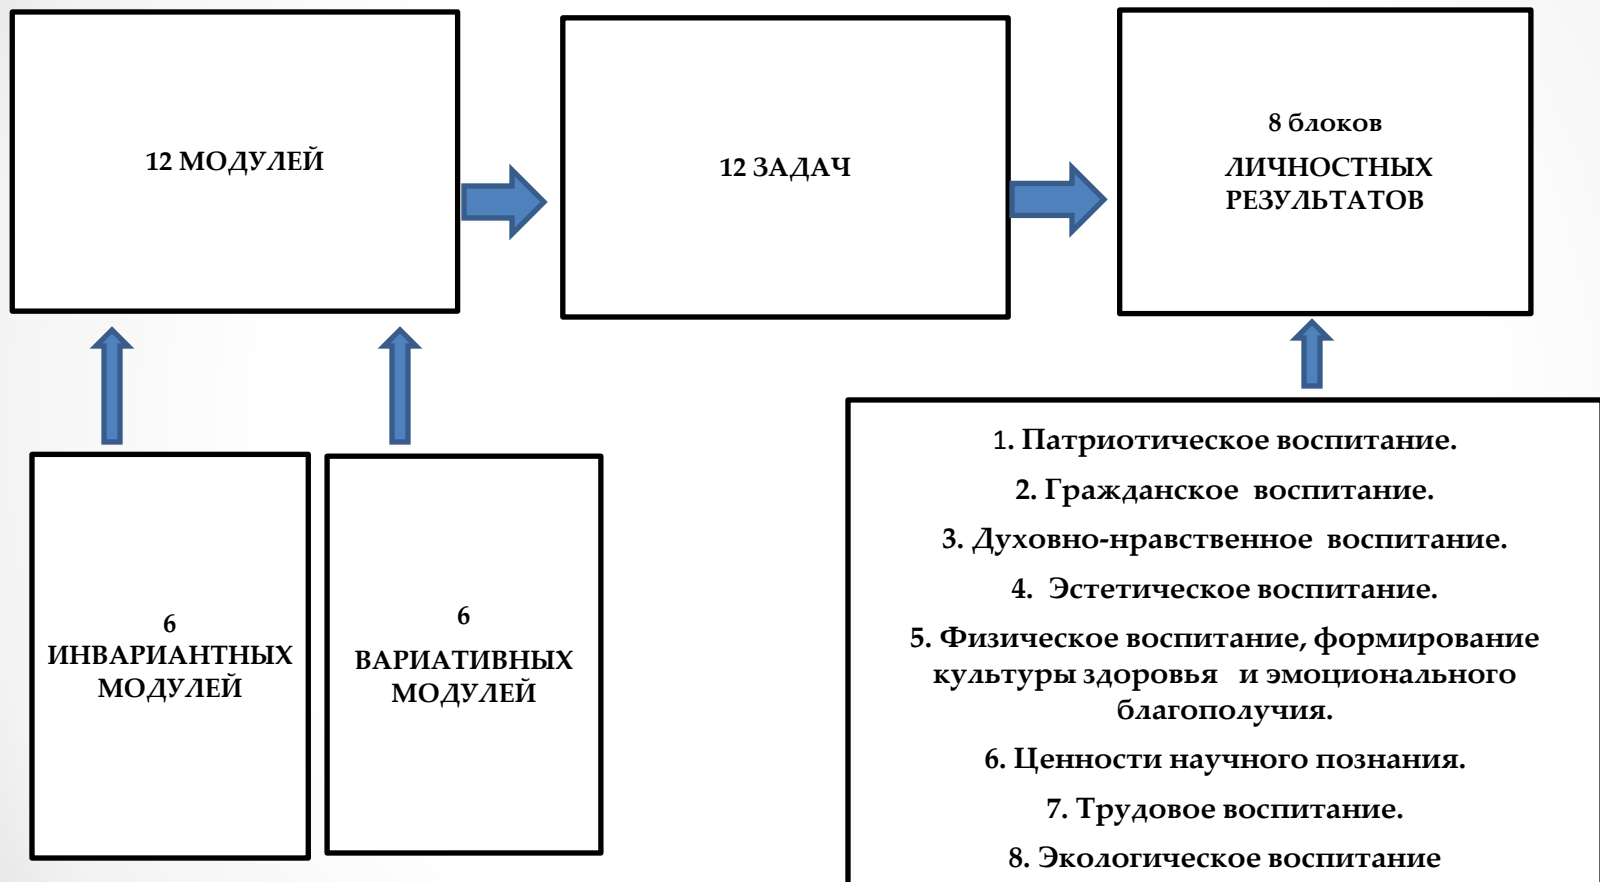 12 МОДУЛЕЙ
12 ЗАДАЧ
8 блоков
ЛИЧНОСТНЫХ
РЕЗУЛЬТАТОВ
6
ИНВАРИАНТНЫХ
МОДУЛЕЙ
6
ВАРИАТИВНЫХ
МОДУЛЕЙ
1. Патриотическое воспитание.
2. Гражданское воспитание.
3. Духовно-нравственное воспитание.
4. Эстетическое воспитание.
5. Физическое воспитание, формирование
культуры здоровья и эмоционального
благополучия.
6. Ценности научного познания.
7. Трудовое воспитание.
8. Экологическое воспитание